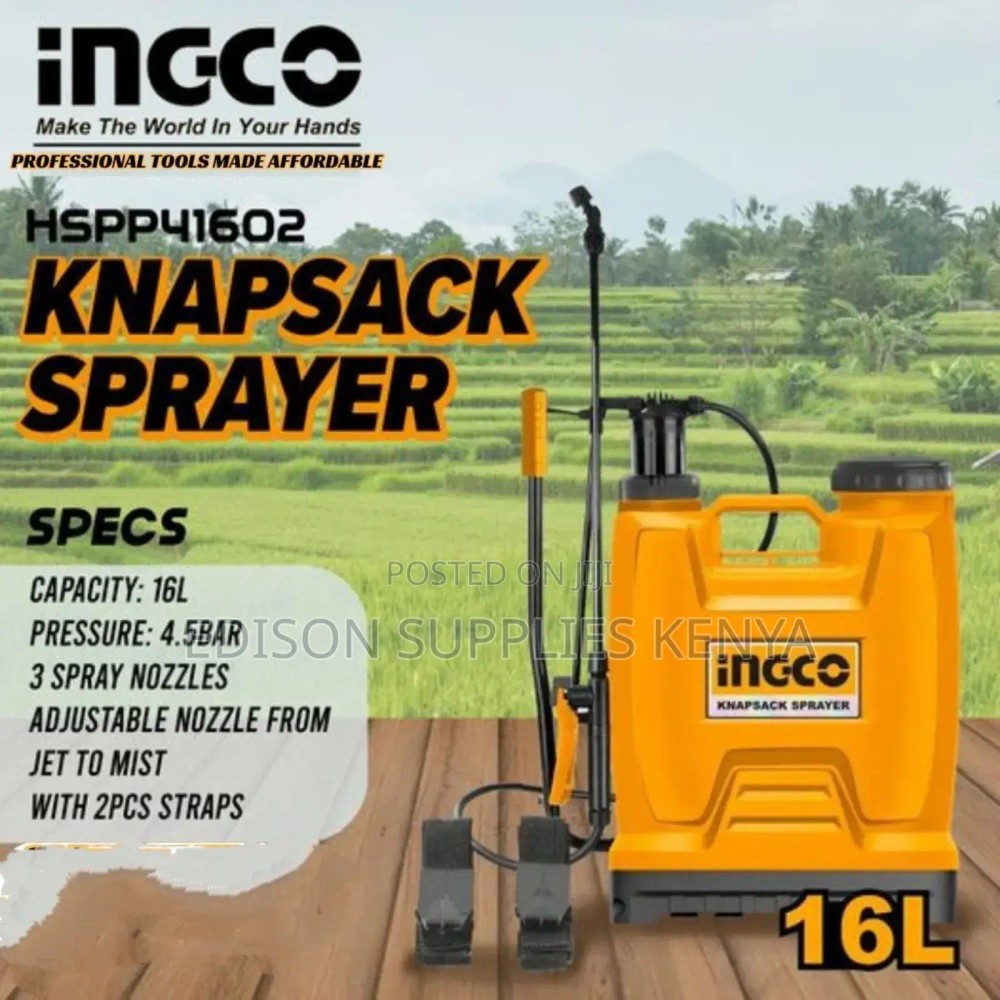 INGCO
Make The World In Your Hands
PROFESSIONAL TOOLS MADE AFFORDABLE
HSPP41602
KNAPSACK
SPRAYER
SPECS
CAPACITY: 16L
PRESSURE: 4.5BAR
3 SPRAY NOZZLES
ADJUSTABLE NOZZLE FROM
JET TO MIST
WITH 2PCS STRAPS
POSTED ON JIJI
EDISON SUPPLIES KENYA
INGCO
KNAPSACK SPRAYER
16L